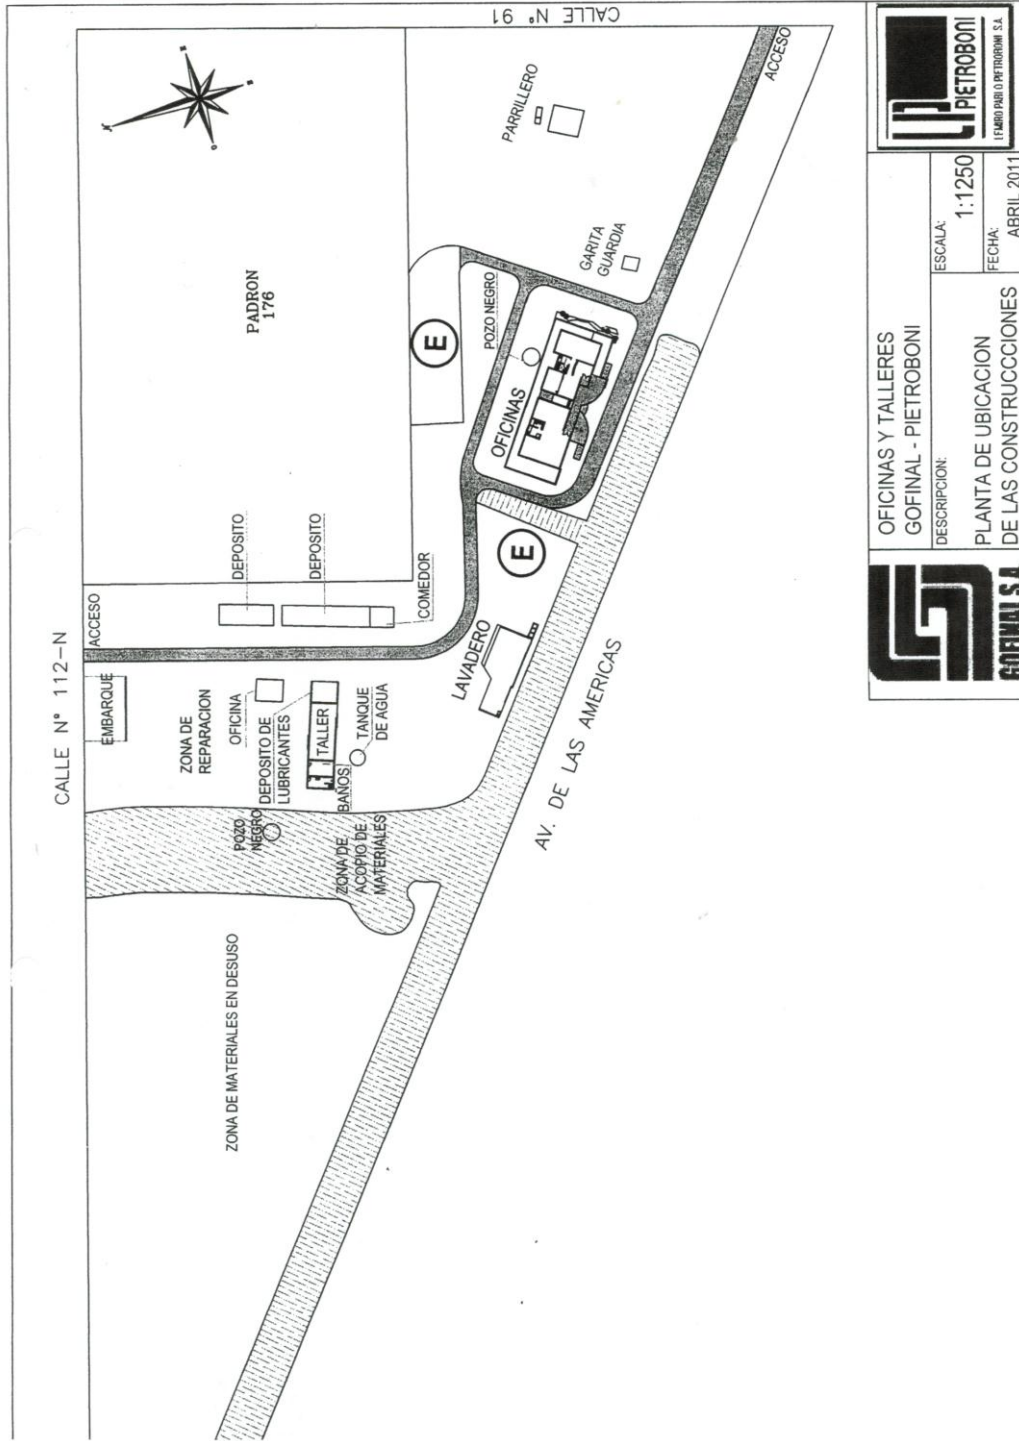 CALLE N° 112-N
CALLE N° 91
PADRON
176
ACCESO
EMBARQUE
ZONA DE
REPARACION
OFICINA
DEPOSITO DE
LUBRICANTES
TALLER
BAÑOS
TANQUE
DE AGUA
POZO
NEGRO
ZONA DE
ACOPIO DE
MATERIALES
ZONA DE MATERIALES EN DESUSO
DEPOSITO
DEPOSITO
COMEDOR
LAVADERO
E
E
OFICINAS
POZO NEGRO
GARITA
GUARDIA
PARRILLERO
ACCESO
AV. DE LAS AMERICAS
GOFINAL S.A.
OFICINAS Y TALLERES
GOFINAL - PIETROBONI
DESCRIPCION:
PLANTA DE UBICACION
DE LAS CONSTRUCCCIONES
ESCALA:
1:1250
FECHA:
ABRIL 2011
PIETROBONI